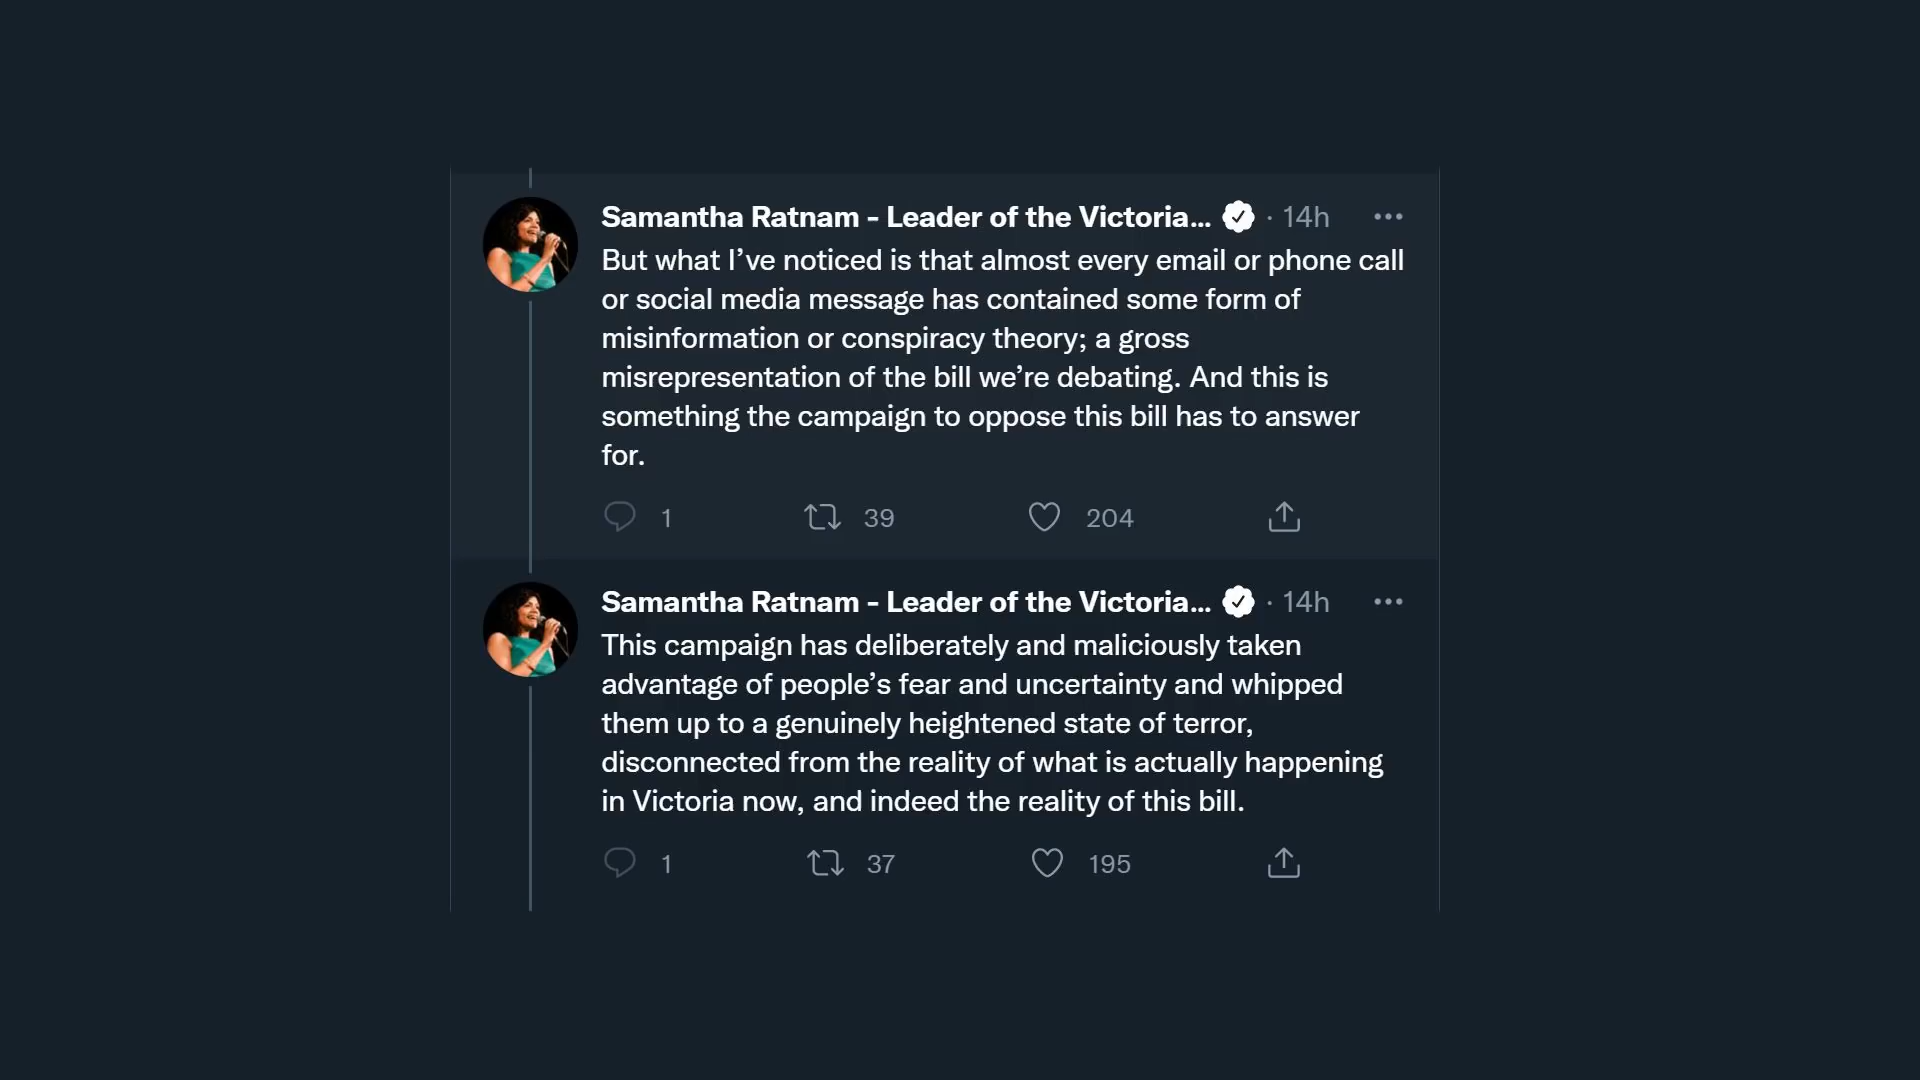 Samantha Ratnam - Leader of the Victoria... · 14h
But what I’ve noticed is that almost every email or phone call
or social media message has contained some form of
misinformation or conspiracy theory; a gross
misrepresentation of the bill we’re debating. And this is
something the campaign to oppose this bill has to answer
for.
1 39 204
Samantha Ratnam - Leader of the Victoria... · 14h
This campaign has deliberately and maliciously taken
advantage of people’s fear and uncertainty and whipped
them up to a genuinely heightened state of terror,
disconnected from the reality of what is actually happening
in Victoria now, and indeed the reality of this bill.
1 37 195